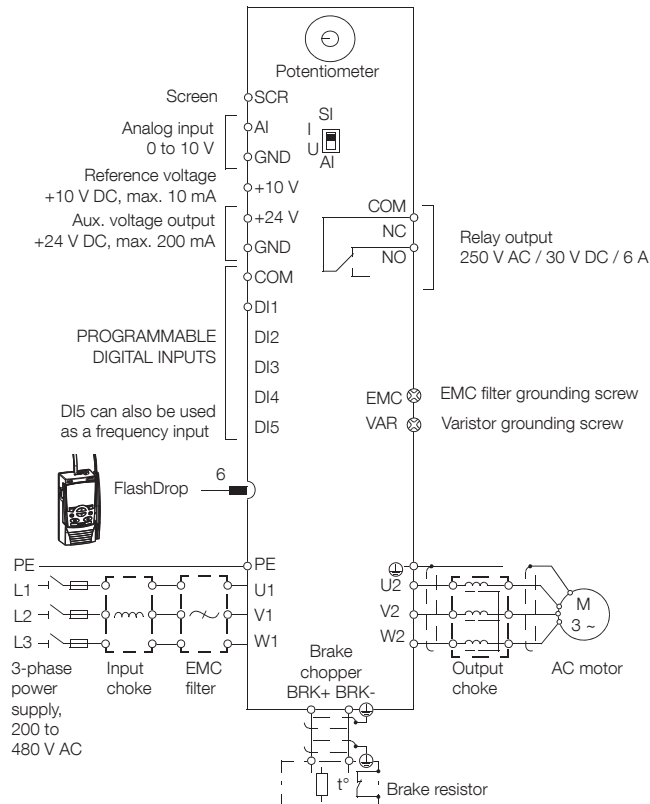 Potentiometer
Screen
SCR
SI
Analog input
0 to 10 V
AI
I
U
AI
GND
Reference voltage
+10 V DC, max. 10 mA
+10 V
Aux. voltage output
+24 V DC, max. 200 mA
+24 V
GND
COM
NC
NO
Relay output
250 V AC / 30 V DC / 6 A
COM
DI1
PROGRAMMABLE
DIGITAL INPUTS
DI2
DI3
DI4
DI5 can also be used
as a frequency input
DI5
EMC
EMC filter grounding screw
VAR
Varistor grounding screw
FlashDrop
6
PE
PE
L1
U1
U2
L2
V1
V2
L3
W1
W2
M
3 ~
3-phase
power
supply,
200 to
480 V AC
Input
choke
EMC
filter
Brake
chopper
BRK+ BRK-
Output
choke
AC motor
t°
Brake resistor